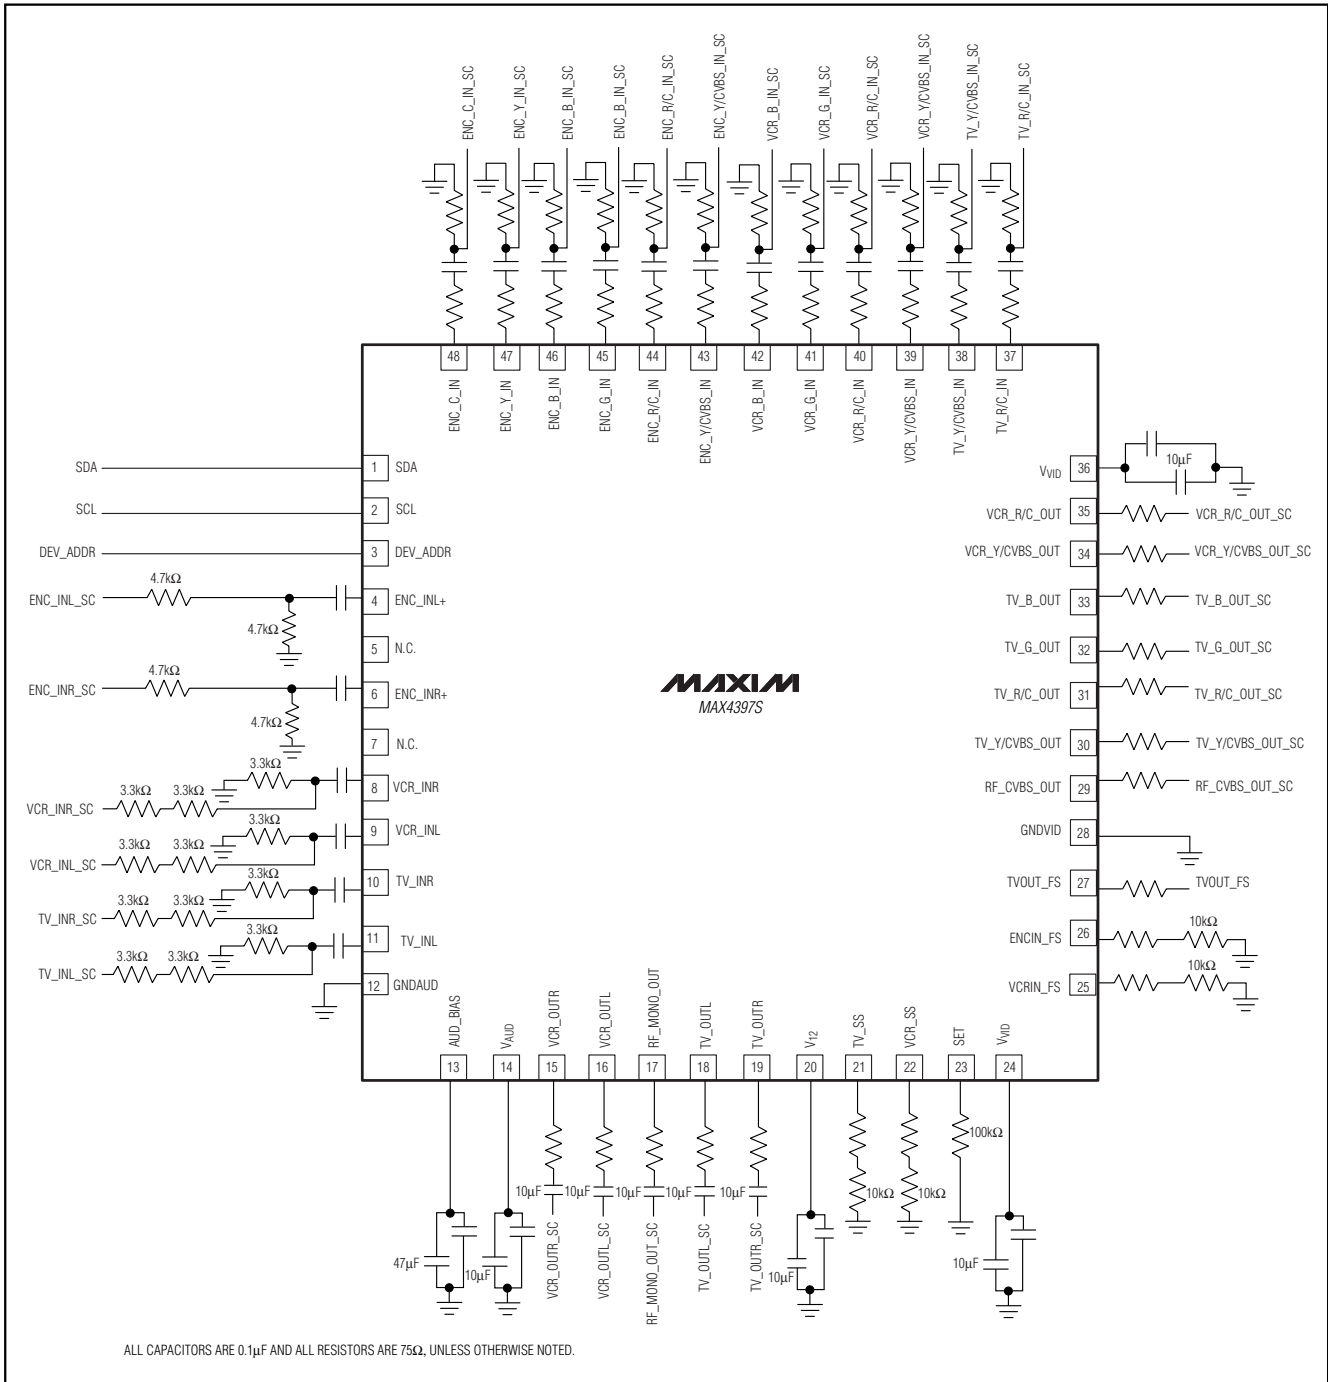 ENC_C_IN_SC
ENC_Y_IN_SC
ENC_B_IN_SC
ENC_B_IN_SC
ENC_R/C_IN_SC
ENC_Y/CVBS_IN_SC
VCR_B_IN_SC
VCR_G_IN_SC
VCR_R/C_IN_SC
VCR_Y/CVBS_IN_SC
TV_Y/CVBS_IN_SC
TV_R/C_IN_SC
48
47
46
45
44
43
42
41
40
39
38
37
ENC_C_IN
ENC_Y_IN
ENC_B_IN
ENC_G_IN
ENC_R/C_IN
ENC_Y/CVBS_IN
VCR_B_IN
VCR_G_IN
VCR_R/C_IN
VCR_Y/CVBS_IN
TV_Y/CVBS_IN
TV_R/C_IN
SDA
1
SDA
SCL
2
SCL
DEV_ADDR
3
DEV_ADDR
ENC_INL_SC
4.7kΩ
4.7kΩ
4
ENC_INL+
5
N.C.
ENC_INR_SC
4.7kΩ
4.7kΩ
6
ENC_INR+
7
N.C.
3.3kΩ
8
VCR_INR
VCR_INR_SC
3.3kΩ
3.3kΩ
3.3kΩ
9
VCR_INL
VCR_INL_SC
3.3kΩ
3.3kΩ
3.3kΩ
10
TV_INR
TV_INR_SC
3.3kΩ
3.3kΩ
3.3kΩ
11
TV_INL
TV_INL_SC
3.3kΩ
3.3kΩ
12
GNDAUD
MAXIM
MAX4397S
VVID
36
10µF
VCR_R/C_OUT
35
VCR_R/C_OUT_SC
VCR_Y/CVBS_OUT
34
VCR_Y/CVBS_OUT_SC
TV_B_OUT
33
TV_B_OUT_SC
TV_G_OUT
32
TV_G_OUT_SC
TV_R/C_OUT
31
TV_R/C_OUT_SC
TV_Y/CVBS_OUT
30
TV_Y/CVBS_OUT_SC
RF_CVBS_OUT
29
RF_CVBS_OUT_SC
GNDVID
28
TVOUT_FS
27
TVOUT_FS
ENCIN_FS
26
10kΩ
VCRIN_FS
25
10kΩ
AUD_BIAS
VAUD
VCR_OUTR
VCR_OUTL
RF_MONO_OUT
TV_OUTL
TV_OUTR
V12
TV_SS
VCR_SS
SET
VVID
13
14
15
16
17
18
19
20
21
22
23
24
47µF
10µF
10µF
10µF
10µF
10µF
10µF
10µF
10kΩ
10kΩ
100kΩ
10µF
VCR_OUTR_SC
VCR_OUTL_SC
RF_MONO_OUT_SC
TV_OUTL_SC
TV_OUTR_SC
ALL CAPACITORS ARE 0.1µF AND ALL RESISTORS ARE 75Ω, UNLESS OTHERWISE NOTED.